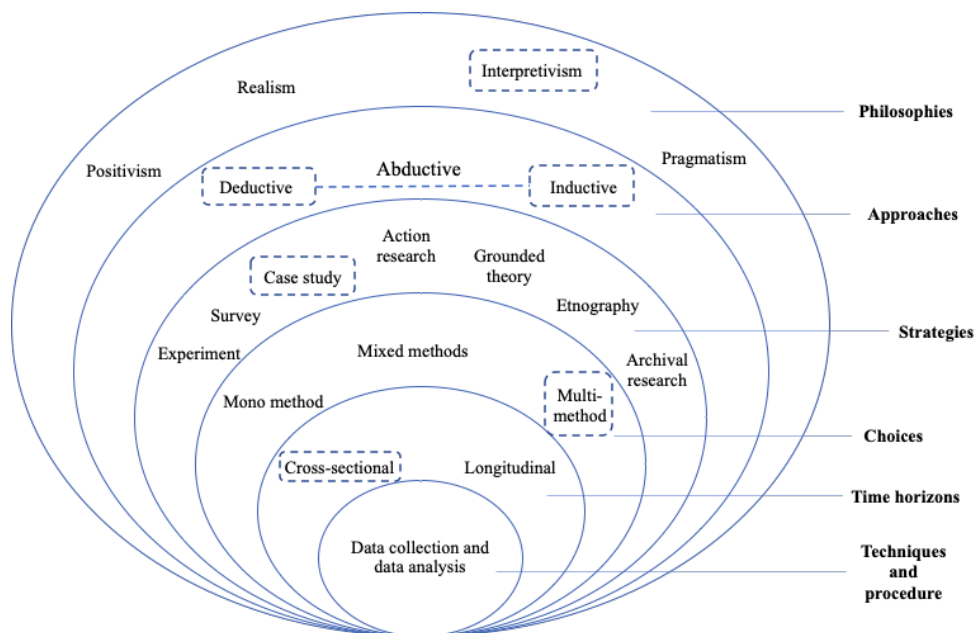 Interpretivism
Realism
Philosophies
Positivism
Pragmatism
Abductive
Deductive
Inductive
Approaches
Action
research
Grounded
theory
Case study
Etnography
Survey
Strategies
Experiment
Mixed methods
Archival
research
Mono method
Multi-
method
Choices
Cross-sectional
Longitudinal
Time horizons
Data collection and
data analysis
Techniques
and
procedure